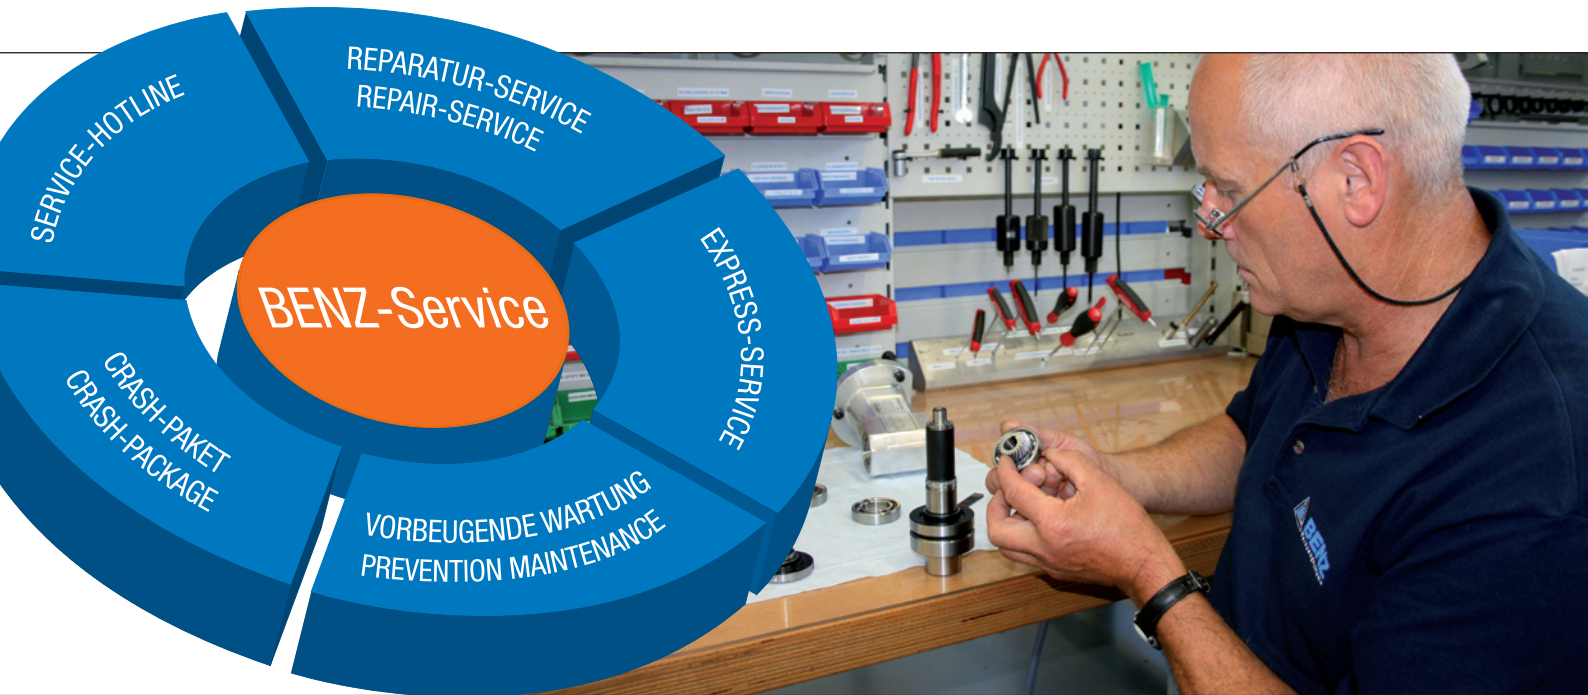 SERVICE-HOTLINE
REPARATUR-SERVICE
REPAIR-SERVICE
EXPRESS-SERVICE
VORBEUGENDE WARTUNG
PREVENTION MAINTENANCE
CRASH-PAKET
CRASH-PACKAGE
BENZ-Service
BENZ